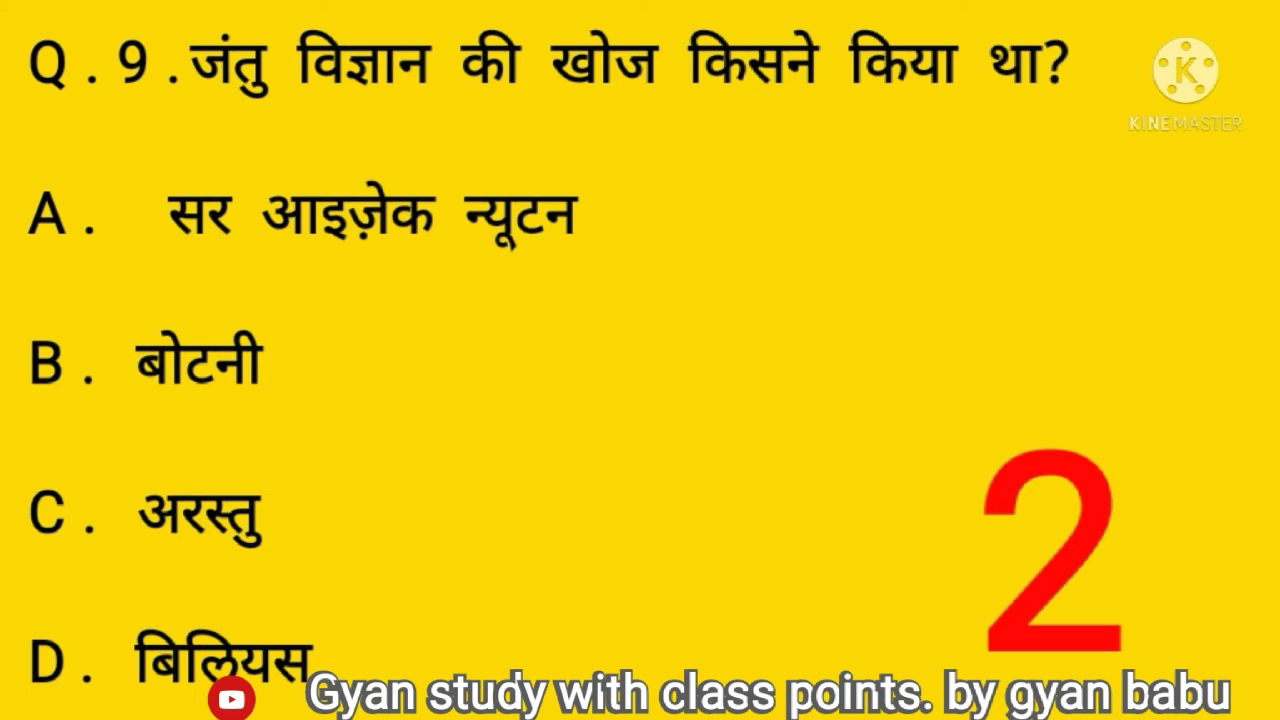 Q . 9 . जंतु विज्ञान की खोज किसने किया था?
K
KINEMASTER
A . सर आइज़ेक न्यूटन
B . बोटनी
C . अरस्तु
2
D . बिलियस
Gyan study with class points. by gyan babu